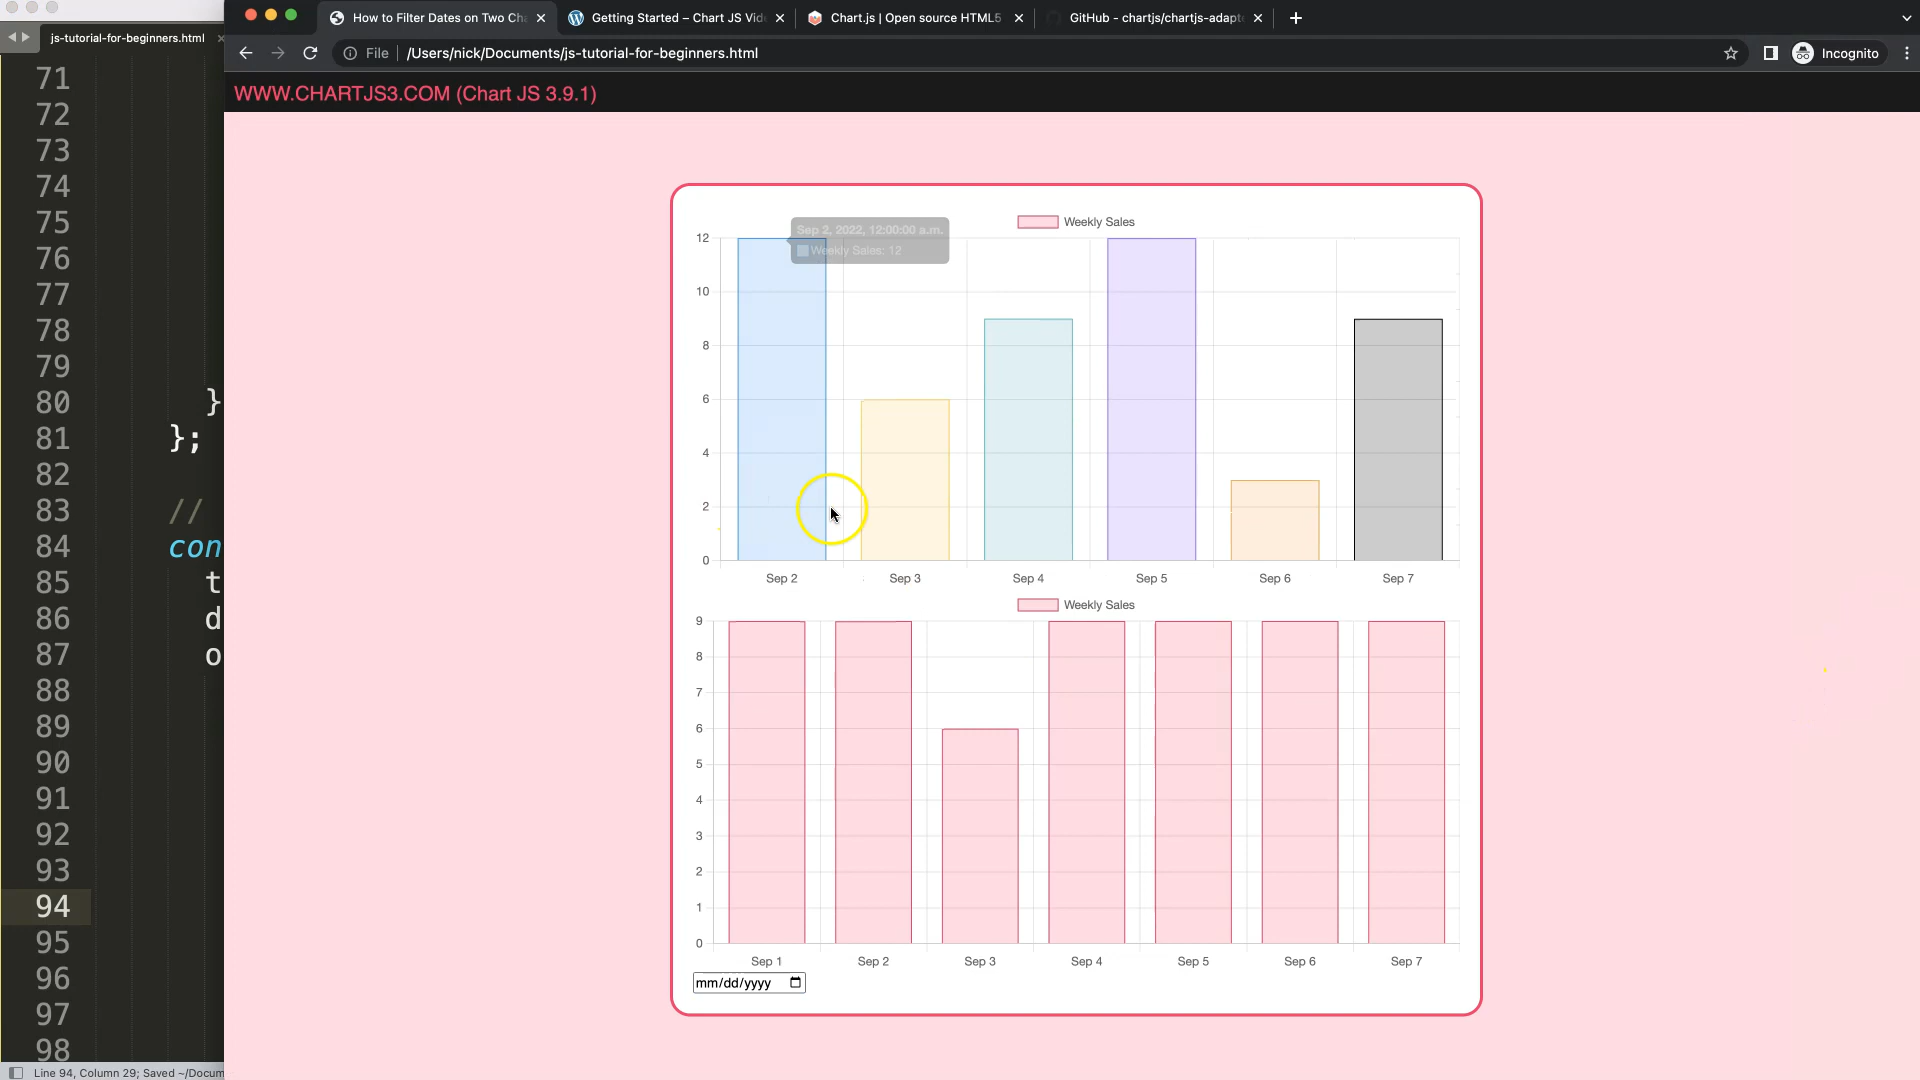 js-tutorial-for-beginners.html
How to Filter Dates on Two Cha
Getting Started – Chart JS Vid
Chart.js | Open source HTML5
GitHub - chartjs/chartjs-adapt
File
/Users/nick/Documents/js-tutorial-for-beginners.html
Incognito
WWW.CHARTJS3.COM (Chart JS 3.9.1)
71
72
73
74
75
76
77
78
79
80 }
81 };
82
83 //
84 con
85 t
86 d
87 o
88
89
90
91
92
93
94
95
96
97
98
Line 94, Column 29; Saved ~/Docum
Weekly Sales
Sep 2, 2022, 12:00:00 a.m.
Weekly Sales: 12
12
10
8
6
4
2
0
Sep 2 Sep 3 Sep 4 Sep 5 Sep 6 Sep 7
Weekly Sales
9
8
7
6
5
4
3
2
1
0
Sep 1 Sep 2 Sep 3 Sep 4 Sep 5 Sep 6 Sep 7
mm/dd/yyyy